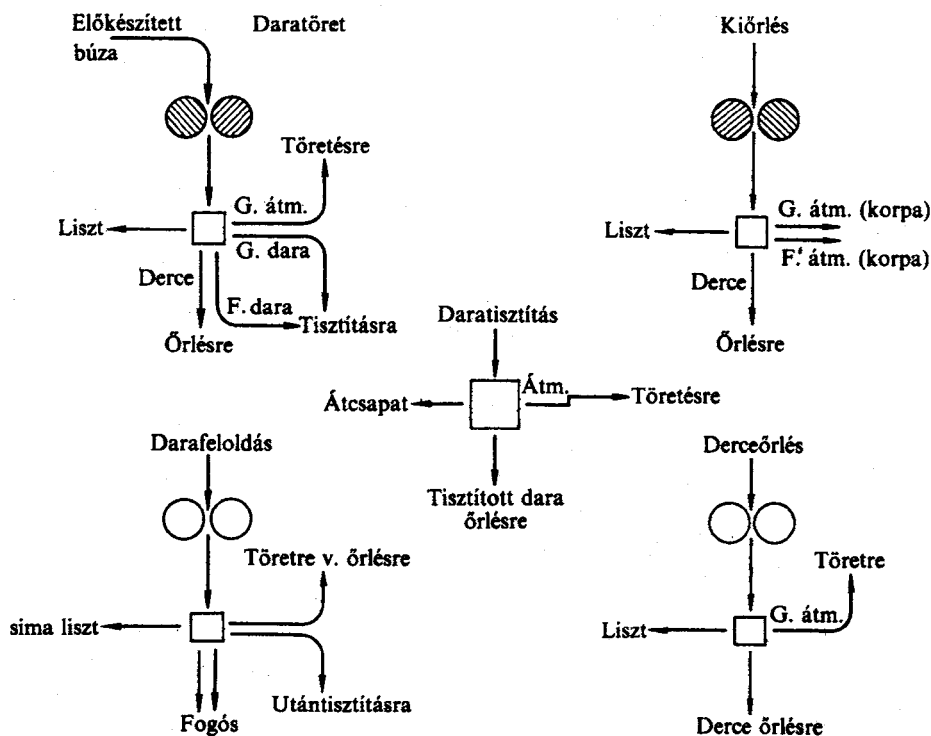 Előkészített
búza
Daratöret
Töretésre
G. átm.
Liszt
G. dara
Derce
F. dara
Tisztításra
Őrlésre
Kiőrlés
G. átm. (korpa)
Liszt
F. átm. (korpa)
Derce
Őrlésre
Daratisztítás
Átm.
Átcsapat
Töretésre
Tisztított dara
őrlésre
Darafeloldás
Töretre v. őrlésre
sima liszt
Utántisztításra
Fogós
Derceőrlés
Töretre
G. átm.
Liszt
Derce őrlésre